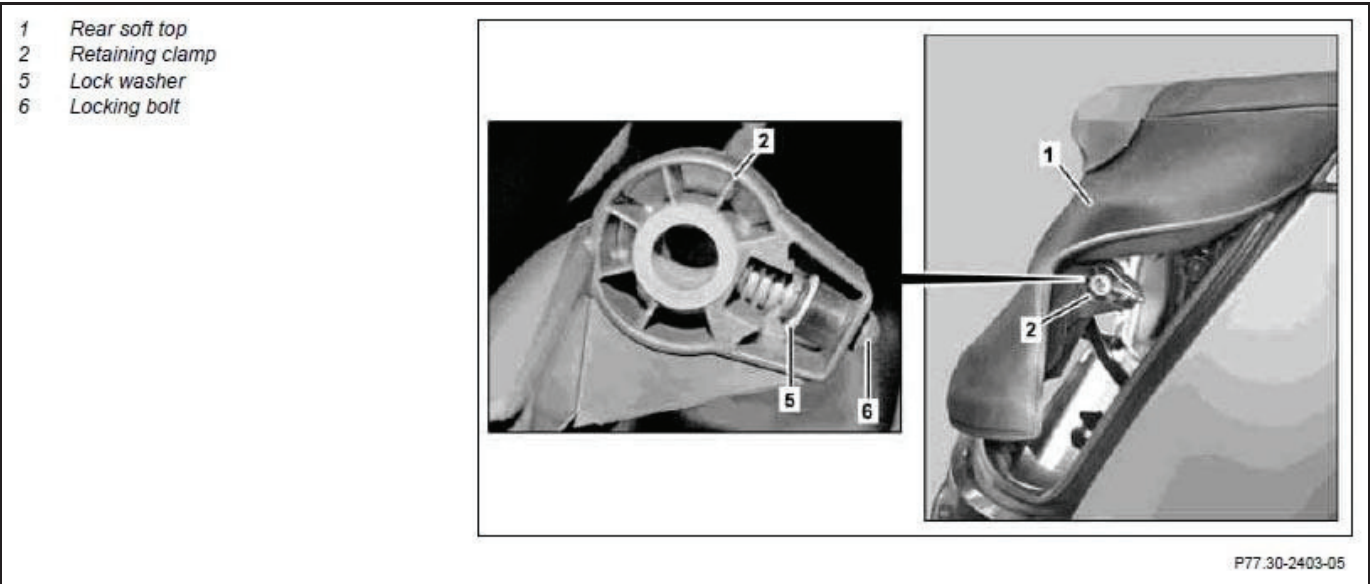 1 Rear soft top
2 Retaining clamp
5 Lock washer
6 Locking bolt
2
1
2
5
6
P77.30-2403-05